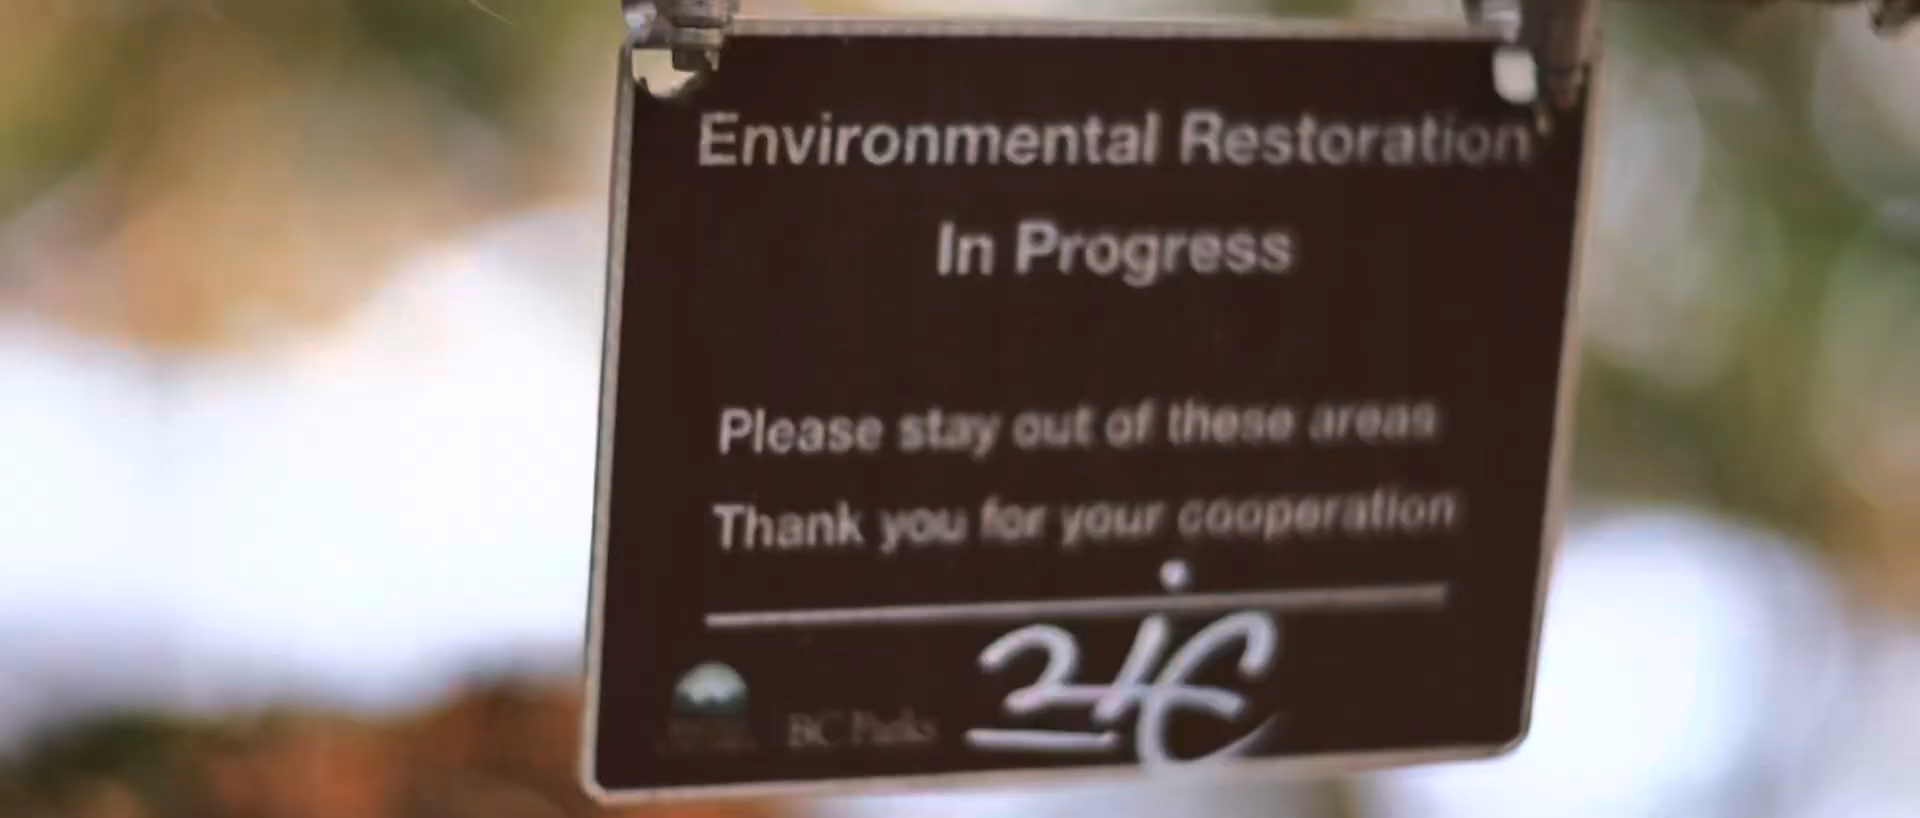 Environmental Restoration
In Progress
Please stay out of these areas
Thank you for your cooperation
BC Parks